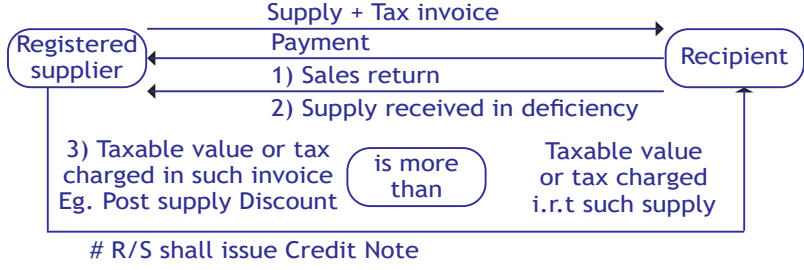 Supply + Tax invoice
Registered
supplier
Payment
Recipient
1) Sales return
2) Supply received in deficiency
3) Taxable value or tax
charged in such invoice
Eg. Post supply Discount
is more
than
Taxable value
or tax charged
i.r.t such supply
# R/S shall issue Credit Note